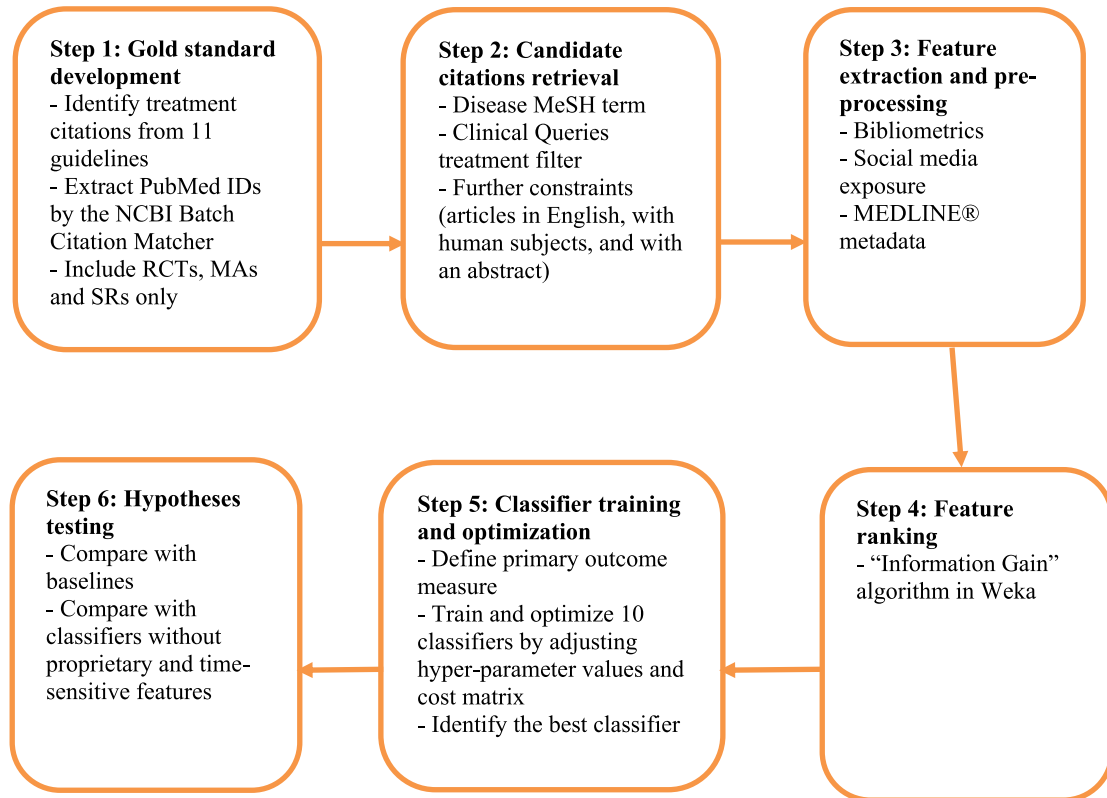 Step 1: Gold standard
development
- Identify treatment
citations from 11
guidelines
- Extract PubMed IDs
by the NCBI Batch
Citation Matcher
- Include RCTs, MAs
and SRs only
Step 2: Candidate
citations retrieval
- Disease MeSH term
- Clinical Queries
treatment filter
- Further constraints
(articles in English, with
human subjects, and with
an abstract)
Step 3: Feature
extraction and pre-
processing
- Bibliometrics
- Social media
exposure
- MEDLINE®
metadata
Step 4: Feature
ranking
- “Information Gain”
algorithm in Weka
Step 5: Classifier training
and optimization
- Define primary outcome
measure
- Train and optimize 10
classifiers by adjusting
hyper-parameter values and
cost matrix
- Identify the best classifier
Step 6: Hypotheses
testing
- Compare with
baselines
- Compare with
classifiers without
proprietary and time-
sensitive features